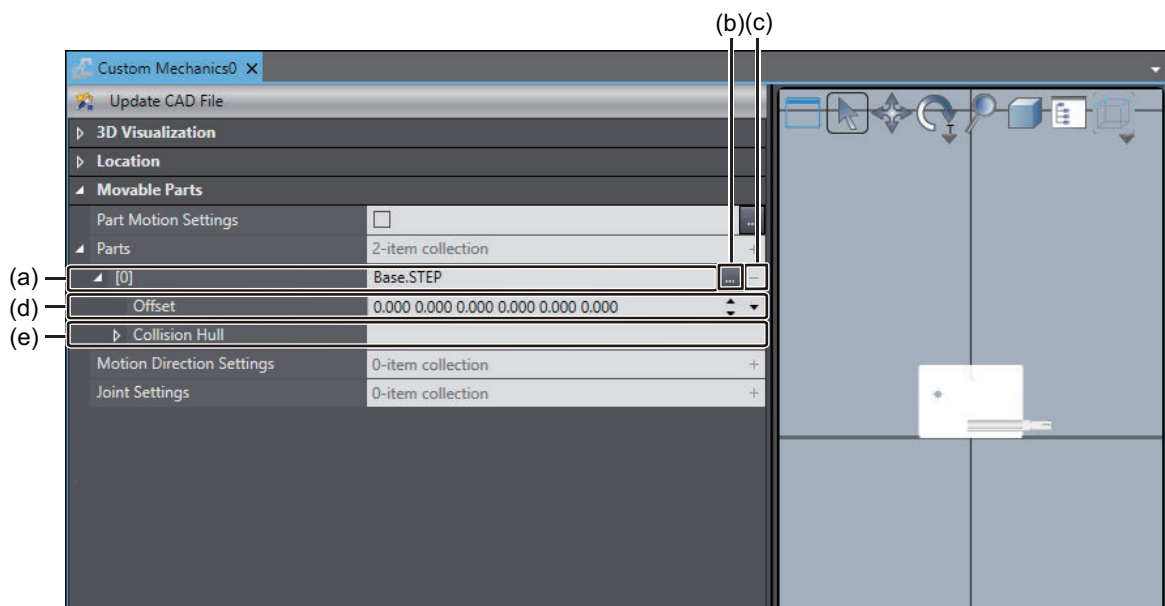 (b)(c)
Custom Mechanics0
Update CAD File
3D Visualization
Location
Movable Parts
Part Motion Settings ...
Parts 2-item collection +
(a) [0] Base.STEP ... −
(d) Offset 0.000 0.000 0.000 0.000 0.000 0.000
(e) Collision Hull
Motion Direction Settings 0-item collection +
Joint Settings 0-item collection +